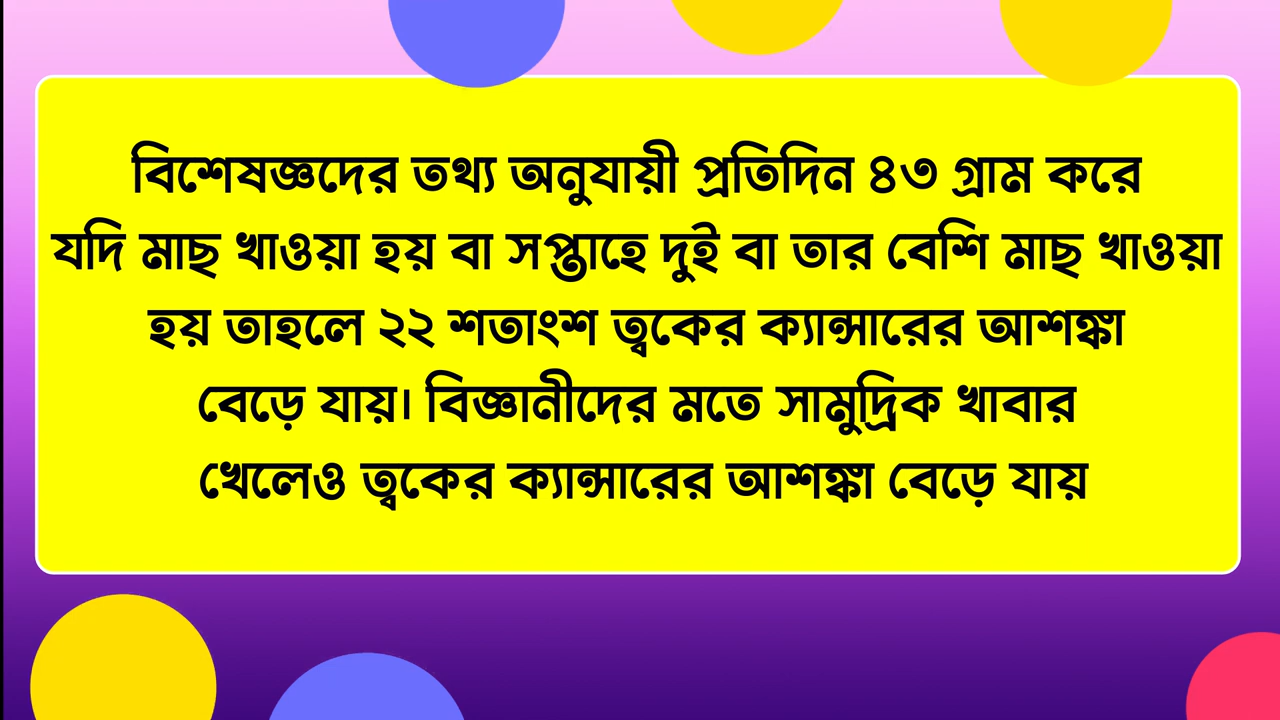 বিশেষজ্ঞদের তথ্য অনুযায়ী প্রতিদিন ৪৩ গ্রাম করে
যদি মাছ খাওয়া হয় বা সপ্তাহে দুই বা তার বেশি মাছ খাওয়া
হয় তাহলে ২২ শতাংশ ত্বকের ক্যান্সারের আশঙ্কা
বেড়ে যায়। বিজ্ঞানীদের মতে সামুদ্রিক খাবার
খেলেও ত্বকের ক্যান্সারের আশঙ্কা বেড়ে যায়